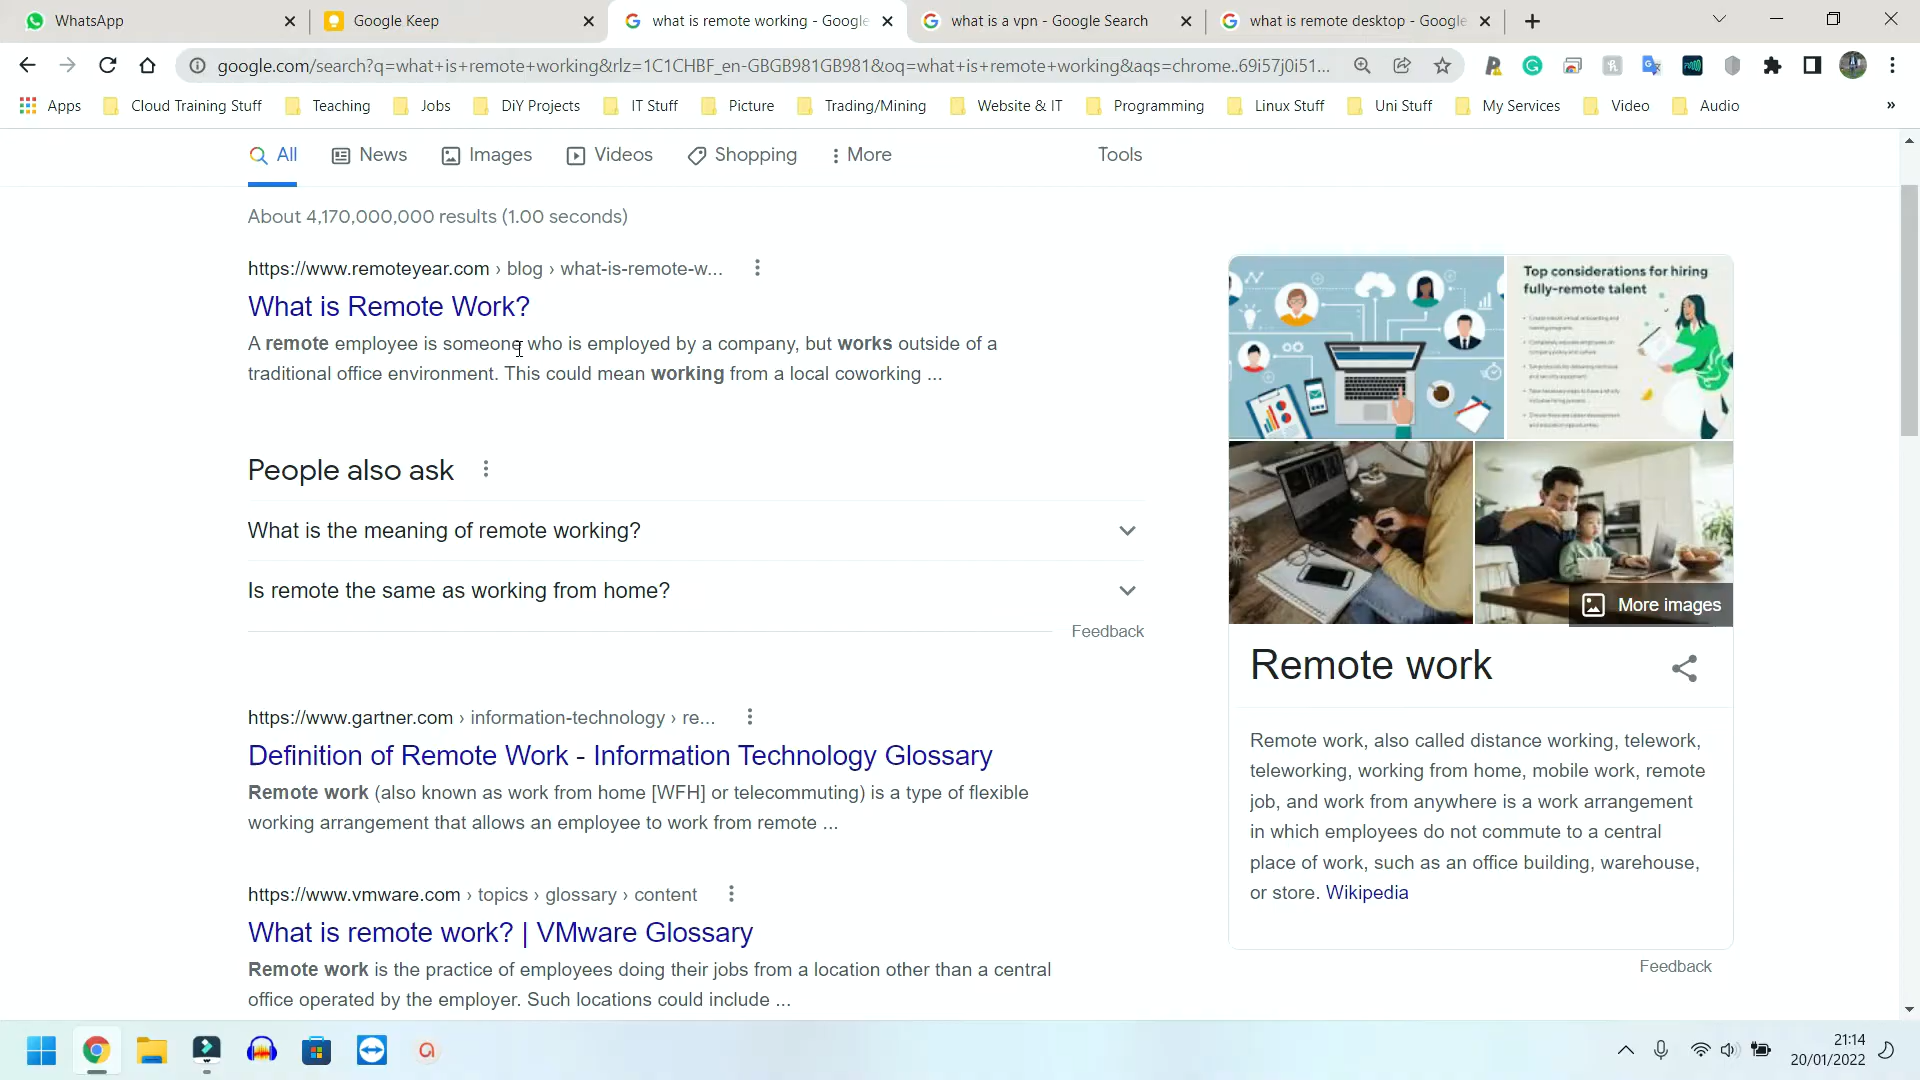 WhatsApp
Google Keep
what is remote working - Google
what is a vpn - Google Search
what is remote desktop - Google
google.com/search?q=what+is+remote+working&rlz=1C1CHBF_en-GBGB981GB981&oq=what+is+remote+working&aqs=chrome..69i57j0i51...
Apps
Cloud Training Stuff
Teaching
Jobs
DiY Projects
IT Stuff
Picture
Trading/Mining
Website & IT
Programming
Linux Stuff
Uni Stuff
My Services
Video
Audio
»
All
News
Images
Videos
Shopping
More
Tools
About 4,170,000,000 results (1.00 seconds)
https://www.remoteyear.com › blog › what-is-remote-w...
What is Remote Work?
A remote employee is someone who is employed by a company, but works outside of a
traditional office environment. This could mean working from a local coworking ...
People also ask
What is the meaning of remote working?
Is remote the same as working from home?
Feedback
https://www.gartner.com › information-technology › re...
Definition of Remote Work - Information Technology Glossary
Remote work (also known as work from home [WFH] or telecommuting) is a type of flexible
working arrangement that allows an employee to work from remote ...
https://www.vmware.com › topics › glossary › content
What is remote work? | VMware Glossary
Remote work is the practice of employees doing their jobs from a location other than a central
office operated by the employer. Such locations could include ...
Top considerations for hiring
fully-remote talent
More images
Remote work
Remote work, also called distance working, telework,
teleworking, working from home, mobile work, remote
job, and work from anywhere is a work arrangement
in which employees do not commute to a central
place of work, such as an office building, warehouse,
or store. Wikipedia
Feedback
21:14
20/01/2022